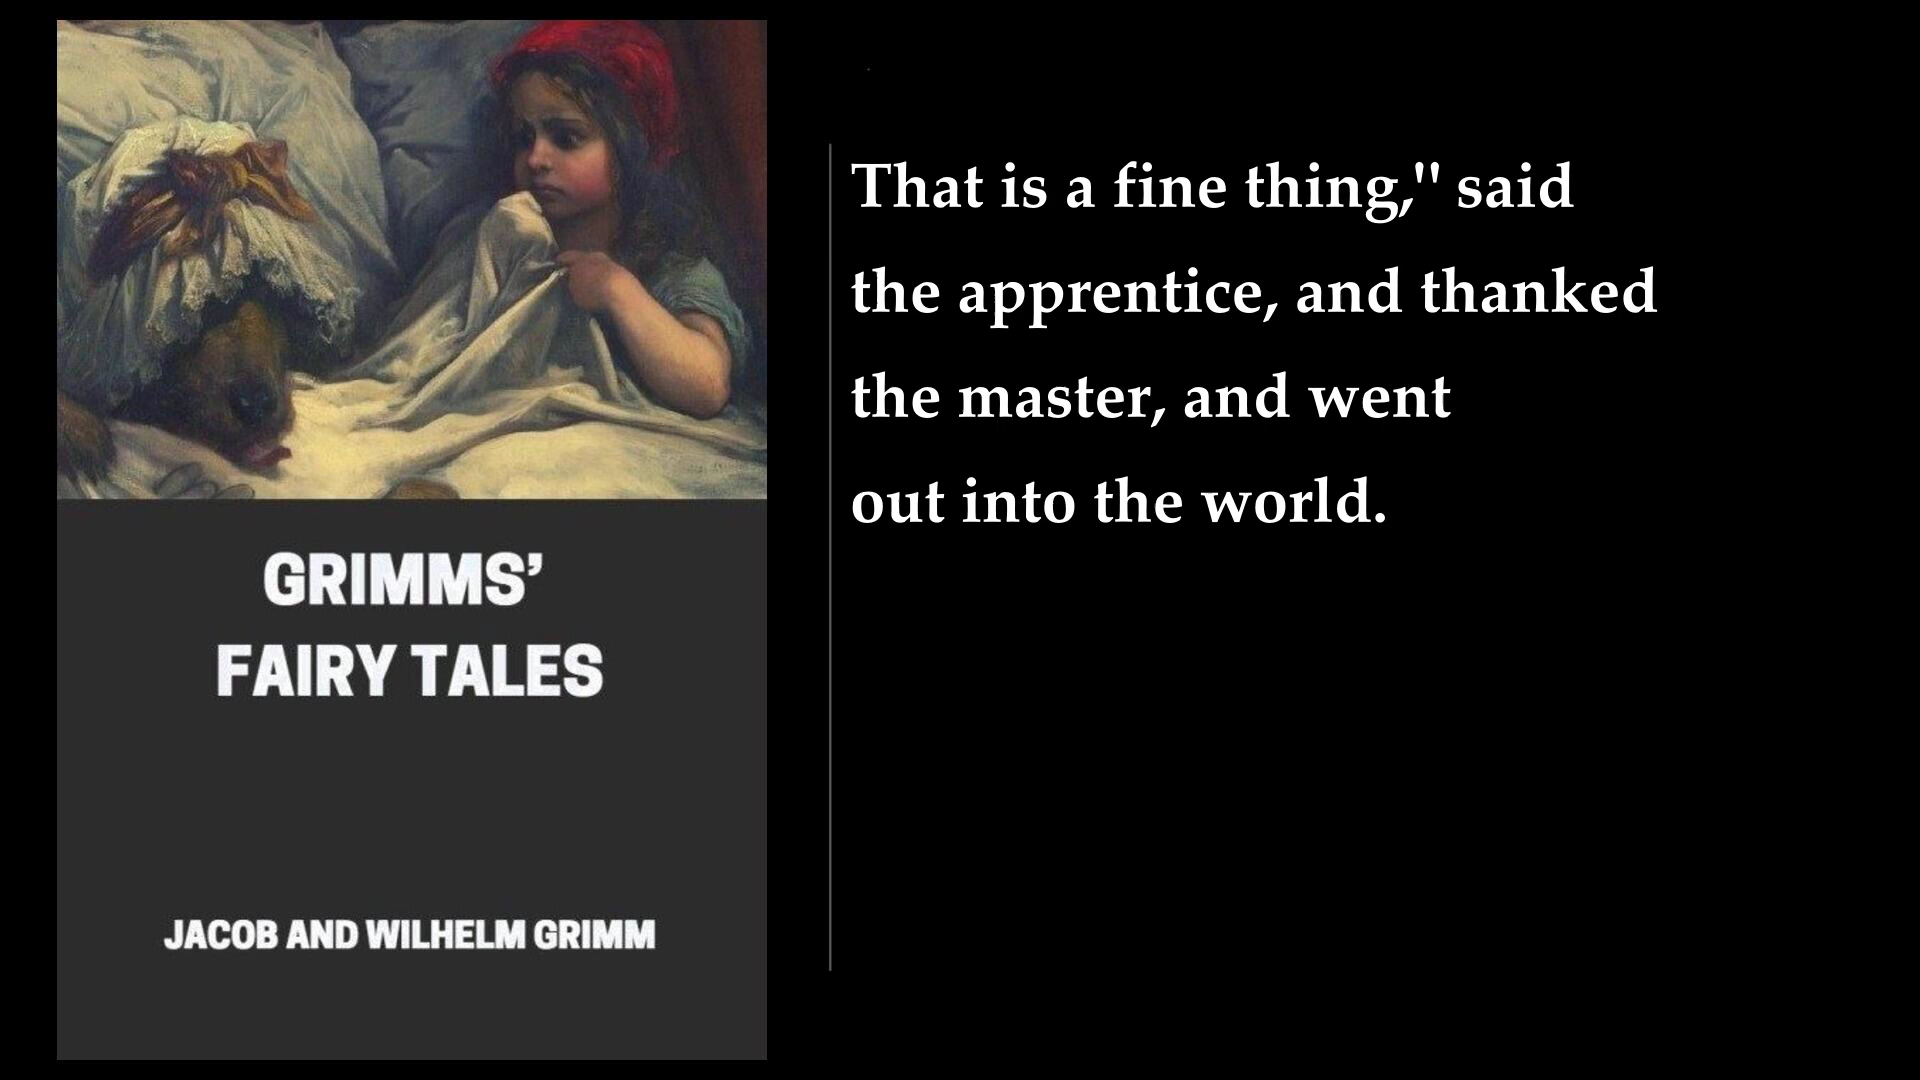 GRIMMS’
FAIRY TALES
JACOB AND WILHELM GRIMM
That is a fine thing," said
the apprentice, and thanked
the master, and went
out into the world.